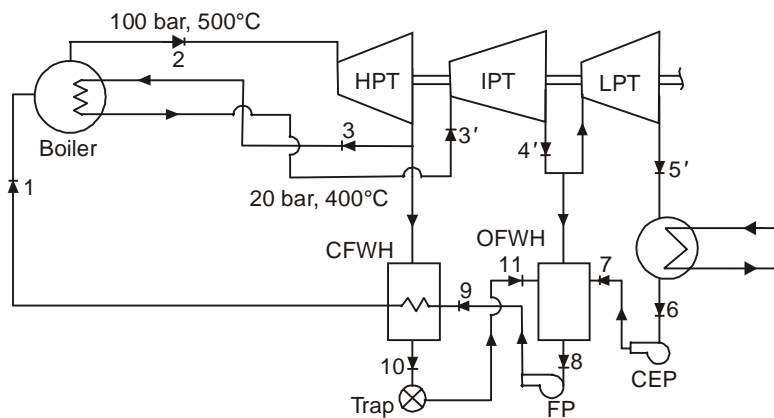 100 bar, 500°C
2
HPT
IPT
LPT
Boiler
3
3′
4′
5′
1
20 bar, 400°C
CFWH
OFWH
11
7
9
6
10
8
CEP
Trap
FP